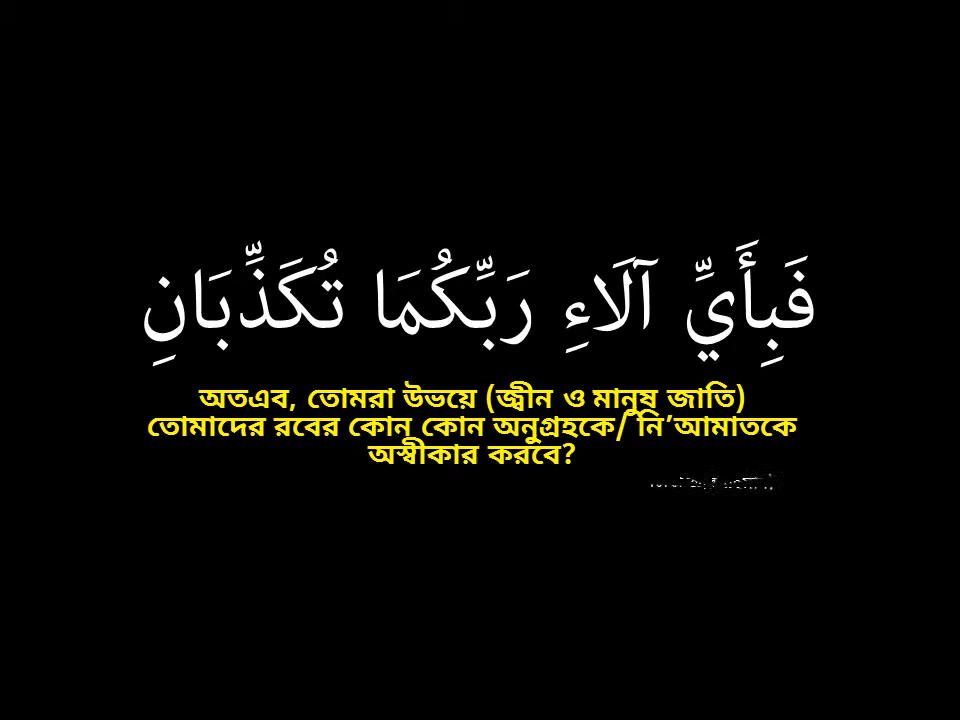 فَبِأَيِّ آلَاءِ رَبِّكُمَا تُكَذِّبَانِ
অতএব, তোমরা উভয়ে (জ্বীন ও মানুষ জাতি)
তোমাদের রবের কোন কোন অনুগ্রহকে/ নি’আমাতকে
অস্বীকার করবে?